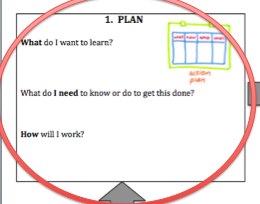 1. PLAN
What do I want to learn?
action
plan
What do I need to know or do to get this done?
How will I work?